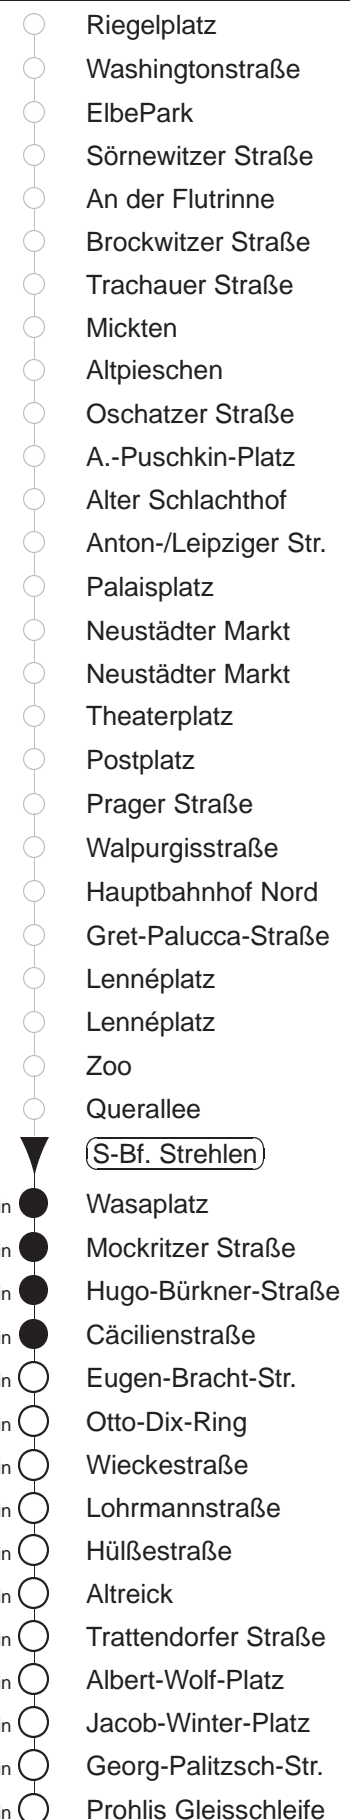 Riegelplatz
Washingtonstraße
ElbePark
Sörnewitzer Straße
An der Flutrinne
Brockwitzer Straße
Trachauer Straße
Mickten
Altpieschen
Oschatzer Straße
A.-Puschkin-Platz
Alter Schlachthof
Anton-/Leipziger Str.
Palaisplatz
Neustädter Markt
Neustädter Markt
Theaterplatz
Postplatz
Prager Straße
Walpurgisstraße
Hauptbahnhof Nord
Gret-Palucca-Straße
Lennéplatz
Lennéplatz
Zoo
Querallee
S-Bf. Strehlen
Wasaplatz
Mockritzer Straße
Hugo-Bürkner-Straße
Cäcilienstraße
Eugen-Bracht-Str.
Otto-Dix-Ring
Wieckestraße
Lohrmannstraße
Hülßestraße
Altreick
Trattendorfer Straße
Albert-Wolf-Platz
Jacob-Winter-Platz
Georg-Palitzsch-Str.
Prohlis Gleisschleife